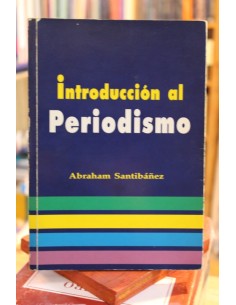 introducción al
Periodismo
Abraham Santibáñez